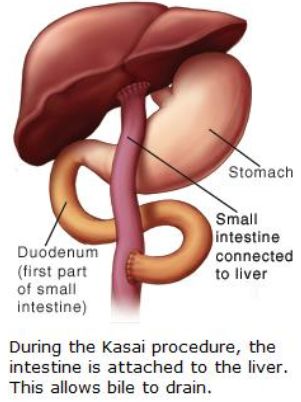 Stomach
Small
intestine
connected
to liver
Duodenum
(first part
of small
intestine)
During the Kasai procedure, the
intestine is attached to the liver.
This allows bile to drain.